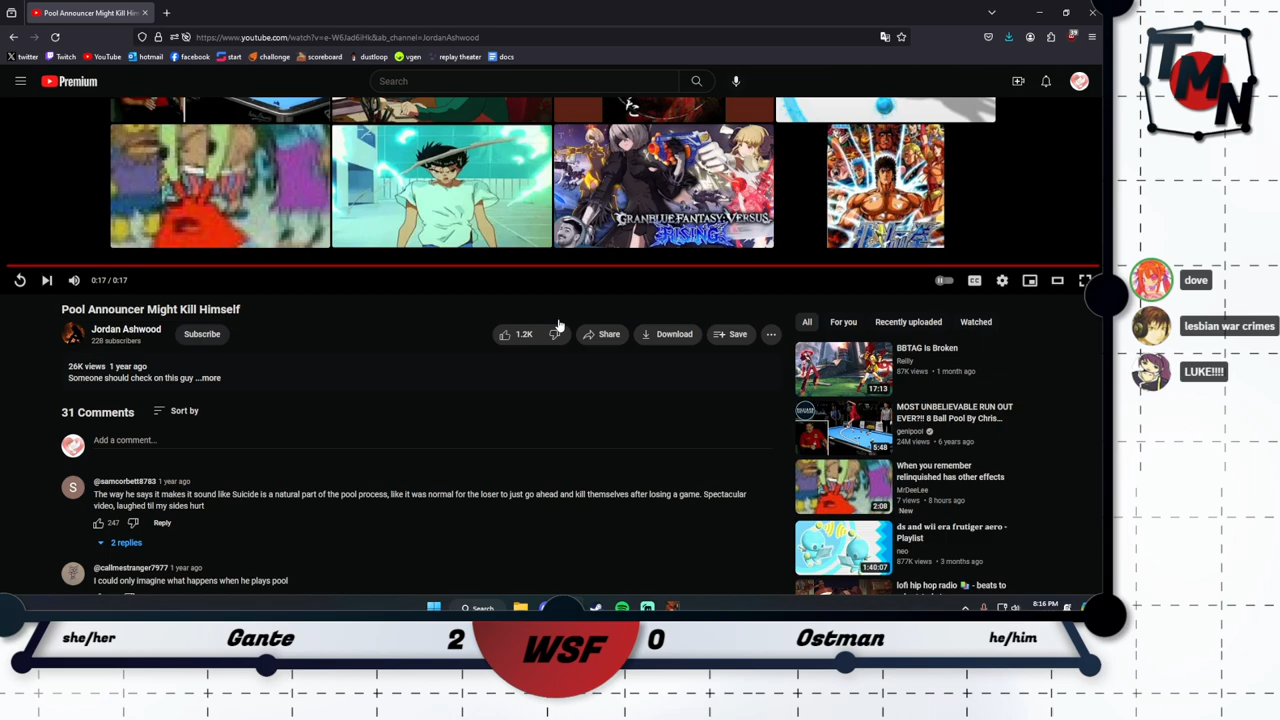 Pool Announcer Might Kill Him
https://www.youtube.com/watch?v=e-W6Jad6iHk&ab_channel=JordanAshwood
39
twitter Twitch YouTube hotmail facebook start challonge scoreboard dustloop vgen replay theater docs
Premium
Search
TMN
GRANBLUE FANTASY: VERSUS
RISING
0:17 / 0:17
CC
dove
lesbian war crimes
LUKE!!!!
Pool Announcer Might Kill Himself
Jordan Ashwood
228 subscribers
Subscribe
1.2K
Share
Download
Save
26K views 1 year ago
Someone should check on this guy ...more
31 Comments
Sort by
Add a comment...
S
@samcorbett8783 1 year ago
The way he says it makes it sound like Suicide is a natural part of the pool process, like it was normal for the loser to just go ahead and kill themselves after losing a game. Spectacular
video, laughed til my sides hurt
247
Reply
2 replies
@callmestranger7977 1 year ago
I could only imagine what happens when he plays pool
All
For you
Recently uploaded
Watched
17:13
BBTAG Is Broken
Reilly
87K views • 1 month ago
5:48
MOST UNBELIEVABLE RUN OUT
EVER?!! 8 Ball Pool By Chris...
genipool
24M views • 6 years ago
2:08
When you remember
relinquished has other effects
MrDeeLee
7 views • 8 hours ago
New
1:40:07
ds and wii era frutiger aero -
Playlist
neo
877K views • 3 months ago
lofi hip hop radio 📚 - beats to
Search
8:16 PM
she/her
Gante
2
WSF
0
Ostman
he/him